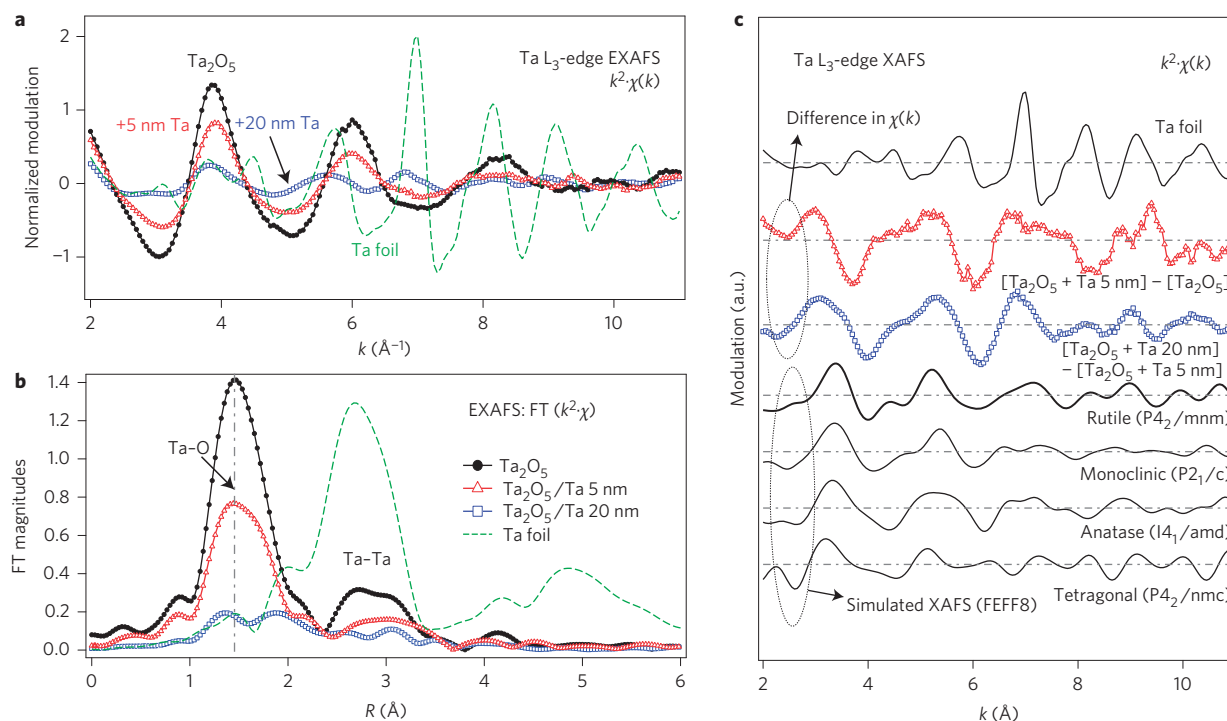 a
2
1
0
−1
Normalized modulation
Ta₂O₅
+5 nm Ta
+20 nm Ta
Ta foil
Ta L₃-edge EXAFS
k²·χ(k)
2 4 6 8 10
k (Å⁻¹)
b
1.4
1.2
1.0
0.8
0.6
0.4
0.2
0.0
FT magnitudes
Ta–O
Ta–Ta
EXAFS: FT (k²·χ)
Ta₂O₅
Ta₂O₅/Ta 5 nm
Ta₂O₅/Ta 20 nm
Ta foil
0 1 2 3 4 5 6
R (Å)
c
Ta L₃-edge XAFS
k²·χ(k)
Difference in χ(k)
Ta foil
[Ta₂O₅ + Ta 5 nm] − [Ta₂O₅]
[Ta₂O₅ + Ta 20 nm]
− [Ta₂O₅ + Ta 5 nm]
Rutile (P4₂/mnm)
Monoclinic (P2₁/c)
Anatase (I4₁/amd)
Tetragonal (P4₂/nmc)
Simulated XAFS (FEFF8)
Modulation (a.u.)
2 4 6 8 10
k (Å)